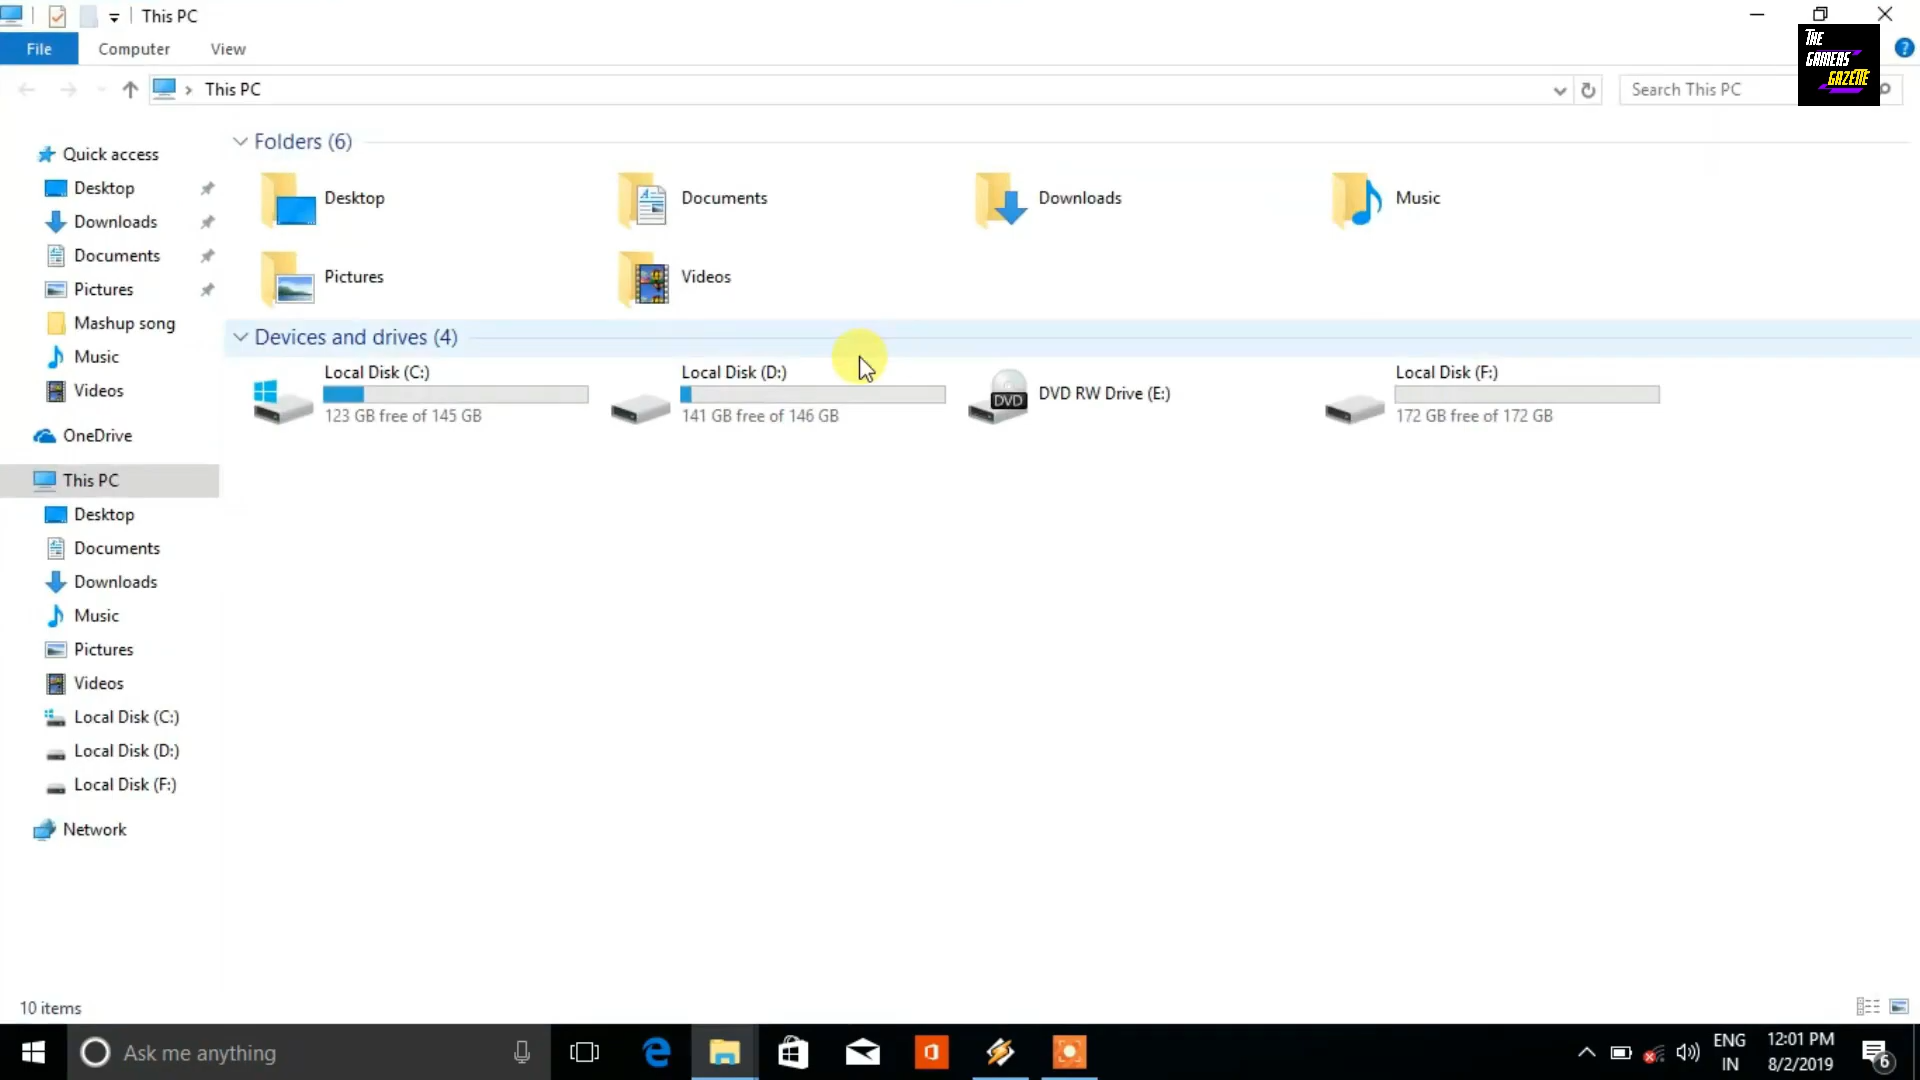 This PC
File
Computer
View
THE
GAMERS
GAZETTE
This PC
Search This PC
Quick access
Desktop
Downloads
Documents
Pictures
Mashup song
Music
Videos
OneDrive
This PC
Desktop
Documents
Downloads
Music
Pictures
Videos
Local Disk (C:)
Local Disk (D:)
Local Disk (F:)
Network
Folders (6)
Desktop
Documents
Downloads
Music
Pictures
Videos
Devices and drives (4)
Local Disk (C:)
123 GB free of 145 GB
Local Disk (D:)
141 GB free of 146 GB
DVD
DVD RW Drive (E:)
Local Disk (F:)
172 GB free of 172 GB
10 items
Ask me anything
ENG
IN
12:01 PM
8/2/2019
6